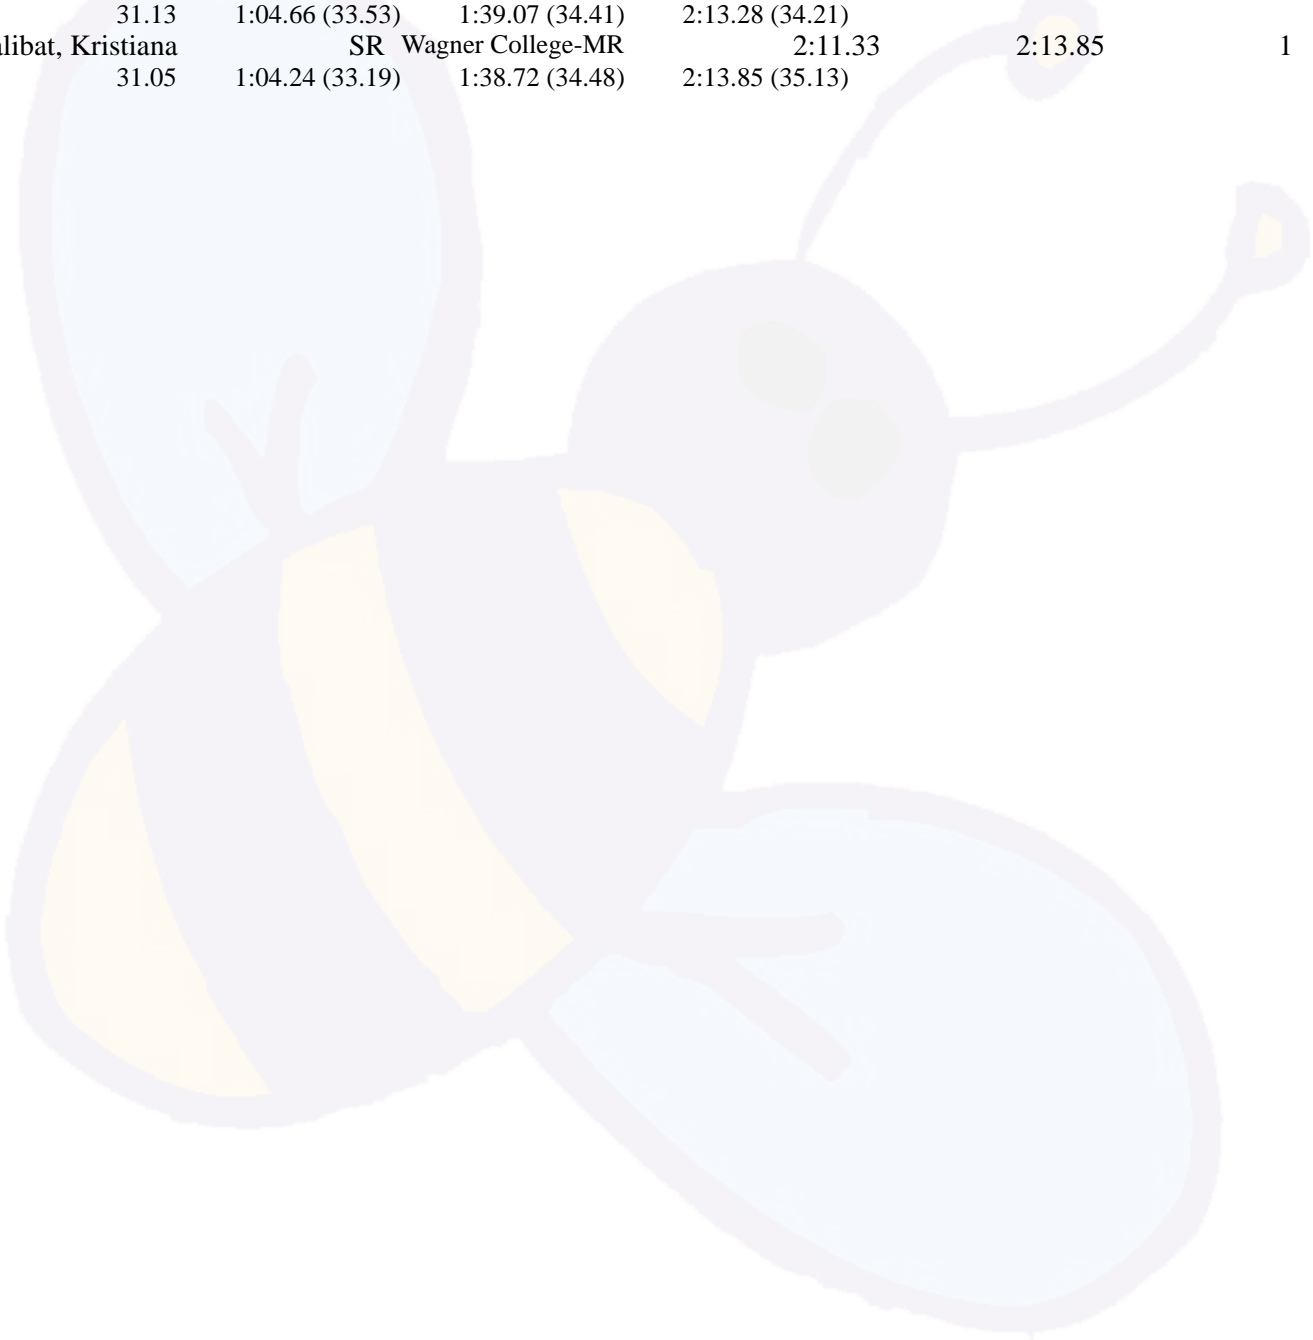 31.13 1:04.66 (33.53) 1:39.07 (34.41) 2:13.28 (34.21)
alibat, Kristiana SR Wagner College-MR 2:11.33 2:13.85 1
31.05 1:04.24 (33.19) 1:38.72 (34.48) 2:13.85 (35.13)